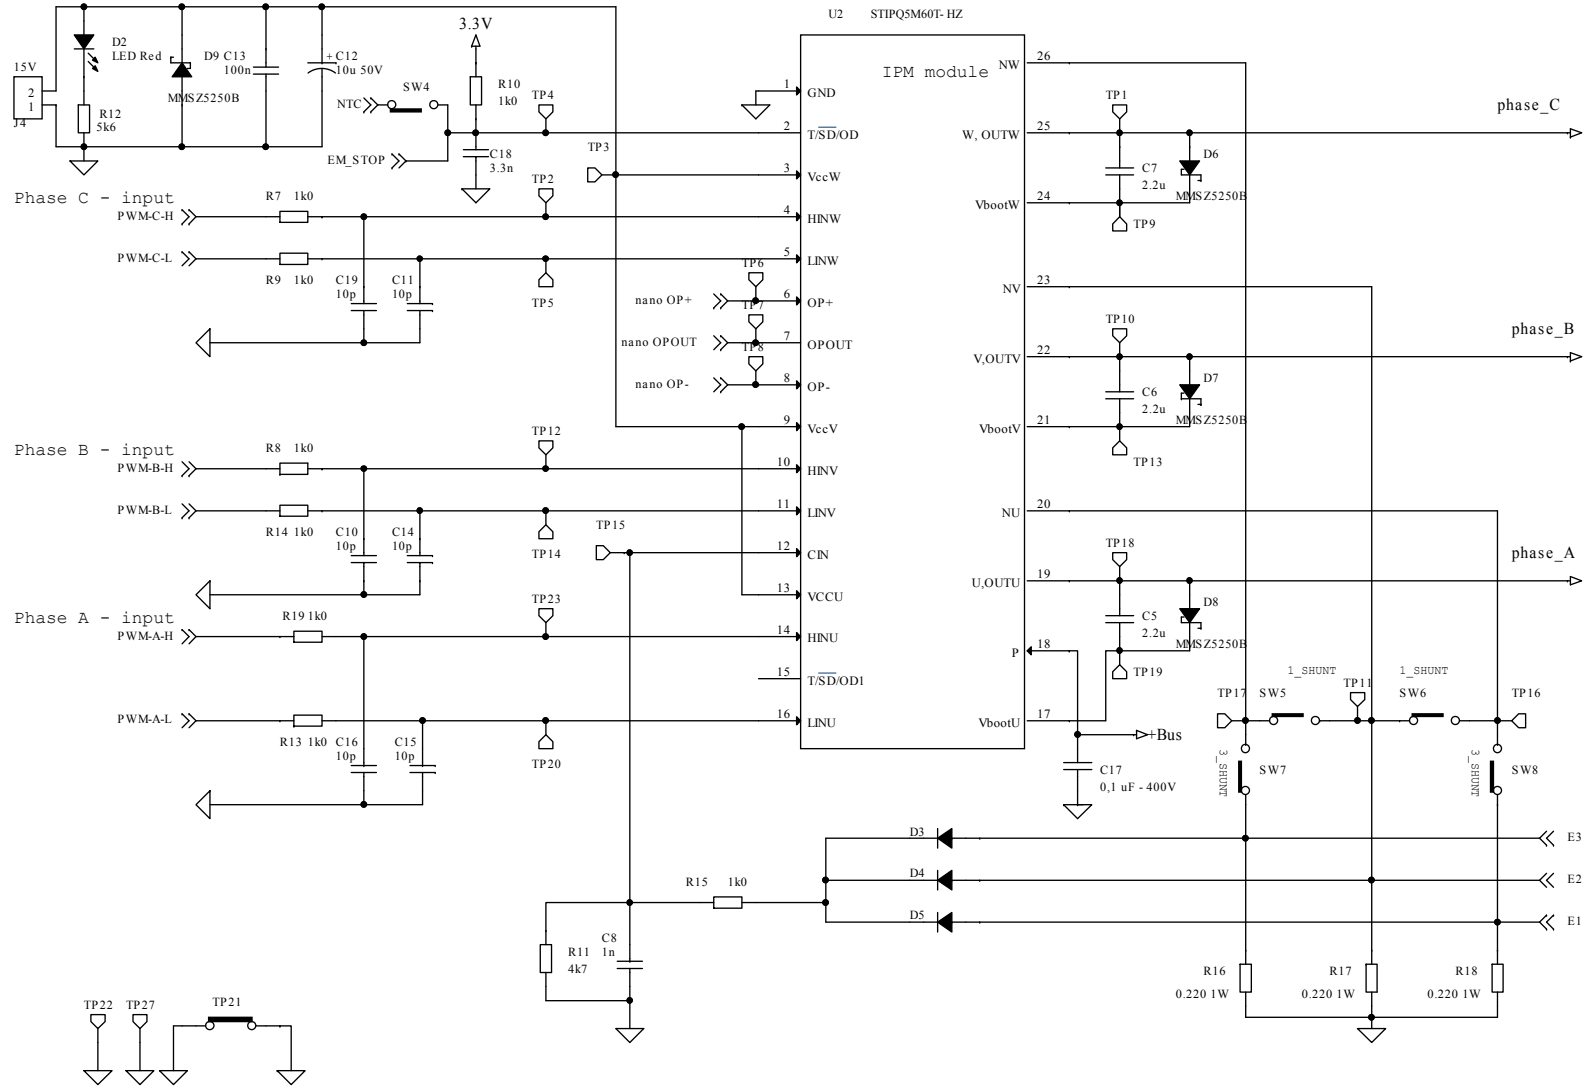 U2 STIPQ5M60T-HZ
IPM module
15V
2
1
J4
D2
LED Red
R12
5k6
D9
MMSZ5250B
C13
100n
+
C12
10u 50V
3.3V
R10
1k0
NTC
SW4
TP4
EM_STOP
C18
3.3n
TP3
Phase C - input
PWM-C-H
R7 1k0
TP2
PWM-C-L
R9 1k0
C19
10p
C11
10p
TP5
TP6
nano OP+
TP7
nano OPOUT
TP8
nano OP-
Phase B - input
PWM-B-H
R8 1k0
TP12
PWM-B-L
R14 1k0
C10
10p
C14
10p
TP14
TP15
Phase A - input
PWM-A-H
R19 1k0
TP23
PWM-A-L
R13 1k0
C16
10p
C15
10p
TP20
1 GND
2 T/SD/OD
3 VccW
4 HINW
5 LINW
6 OP+
7 OPOUT
8 OP-
9 VccV
10 HINV
11 LINV
12 CIN
13 VCCU
14 HINU
15 T/SD/OD1
16 LINU
NW 26
W, OUTW 25
VbootW 24
NV 23
V,OUTV 22
VbootV 21
NU 20
U,OUTU 19
P 18
VbootU 17
TP1
phase_C
C7
2.2u
D6
MMSZ5250B
TP9
TP10
phase_B
C6
2.2u
D7
MMSZ5250B
TP13
TP18
phase_A
C5
2.2u
D8
MMSZ5250B
TP19
+Bus
C17
0,1 uF - 400V
1_SHUNT
1_SHUNT
TP17
SW5
TP11
SW6
TP16
3_SHUNT
SW7
3_SHUNT
SW8
D3
E3
D4
E2
D5
E1
R15 1k0
R11
4k7
C8
1n
R16
0.220 1W
R17
0.220 1W
R18
0.220 1W
TP22
TP27
TP21